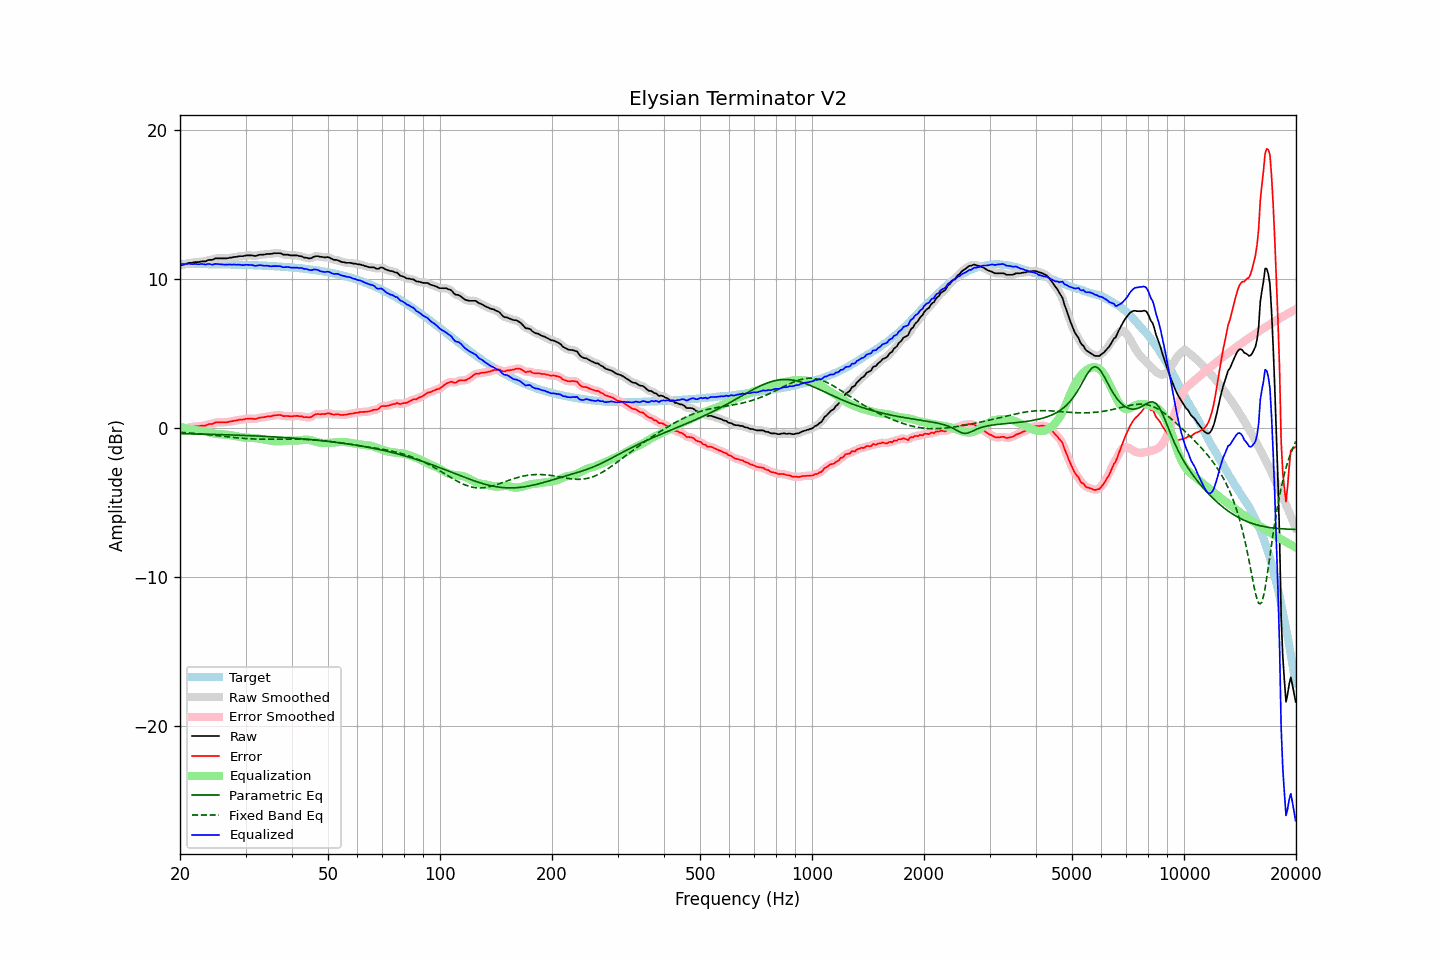 Elysian Terminator V2
20
10
0
−10
−20
Amplitude (dBr)
Target
Raw Smoothed
Error Smoothed
Raw
Error
Equalization
Parametric Eq
Fixed Band Eq
Equalized
20 50 100 200 500 1000 2000 5000 10000 20000
Frequency (Hz)